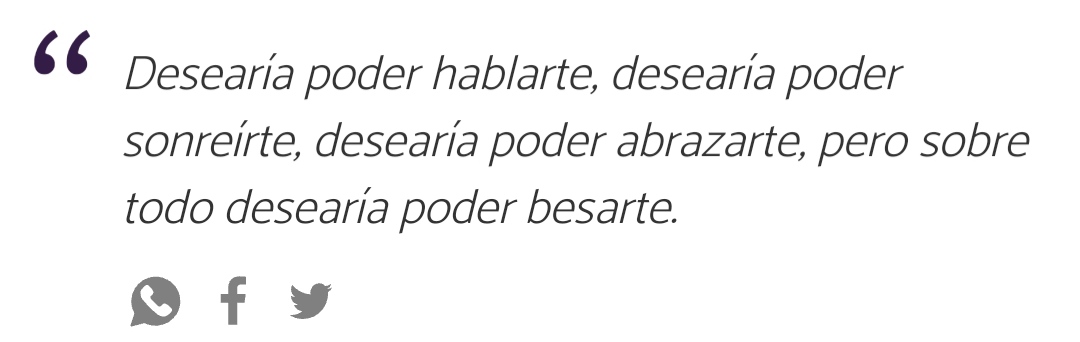 “ Desearía poder hablarte, desearía poder
sonreírte, desearía poder abrazarte, pero sobre
todo desearía poder besarte.